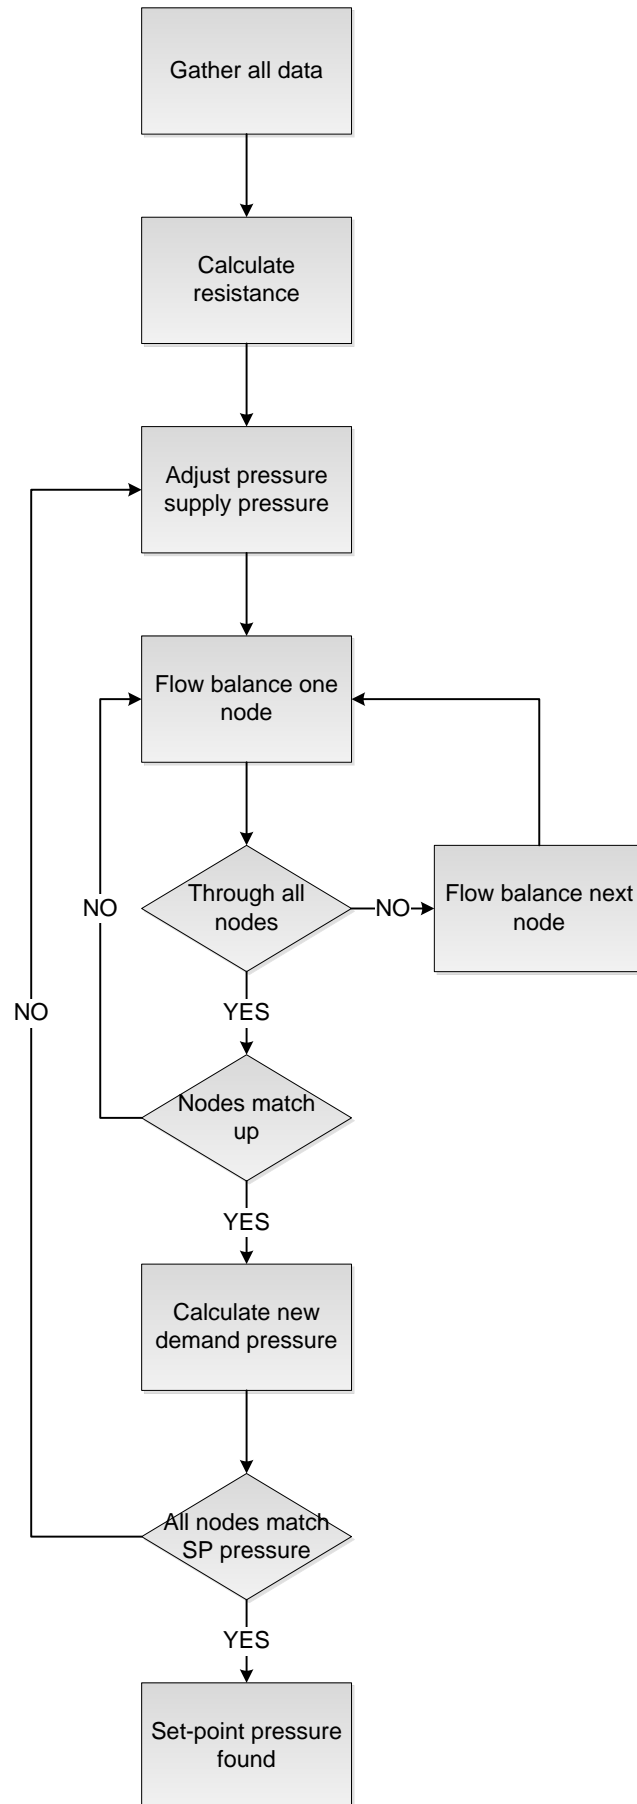 Gather all data
Calculate
resistance
Adjust pressure
supply pressure
Flow balance one
node
Through all
nodes
NO
Flow balance next
node
NO
YES
NO
Nodes match
up
YES
Calculate new
demand pressure
All nodes match
SP pressure
YES
Set-point pressure
found